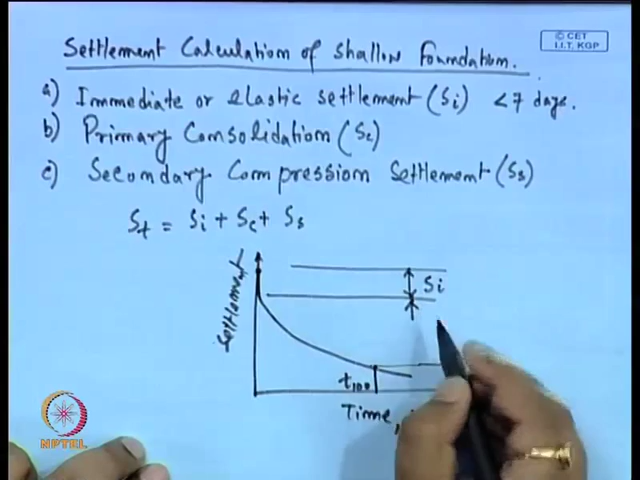 Settlement Calculation of Shallow Foundation.
© CET
I.I.T. KGP
a) Immediate or elastic settlement (Si) < 7 days.
b) Primary Consolidation (Sc)
c) Secondary Compression Settlement (Ss)
St = Si + Sc + Ss
Settlement
Si
t100
Time,
NPTEL